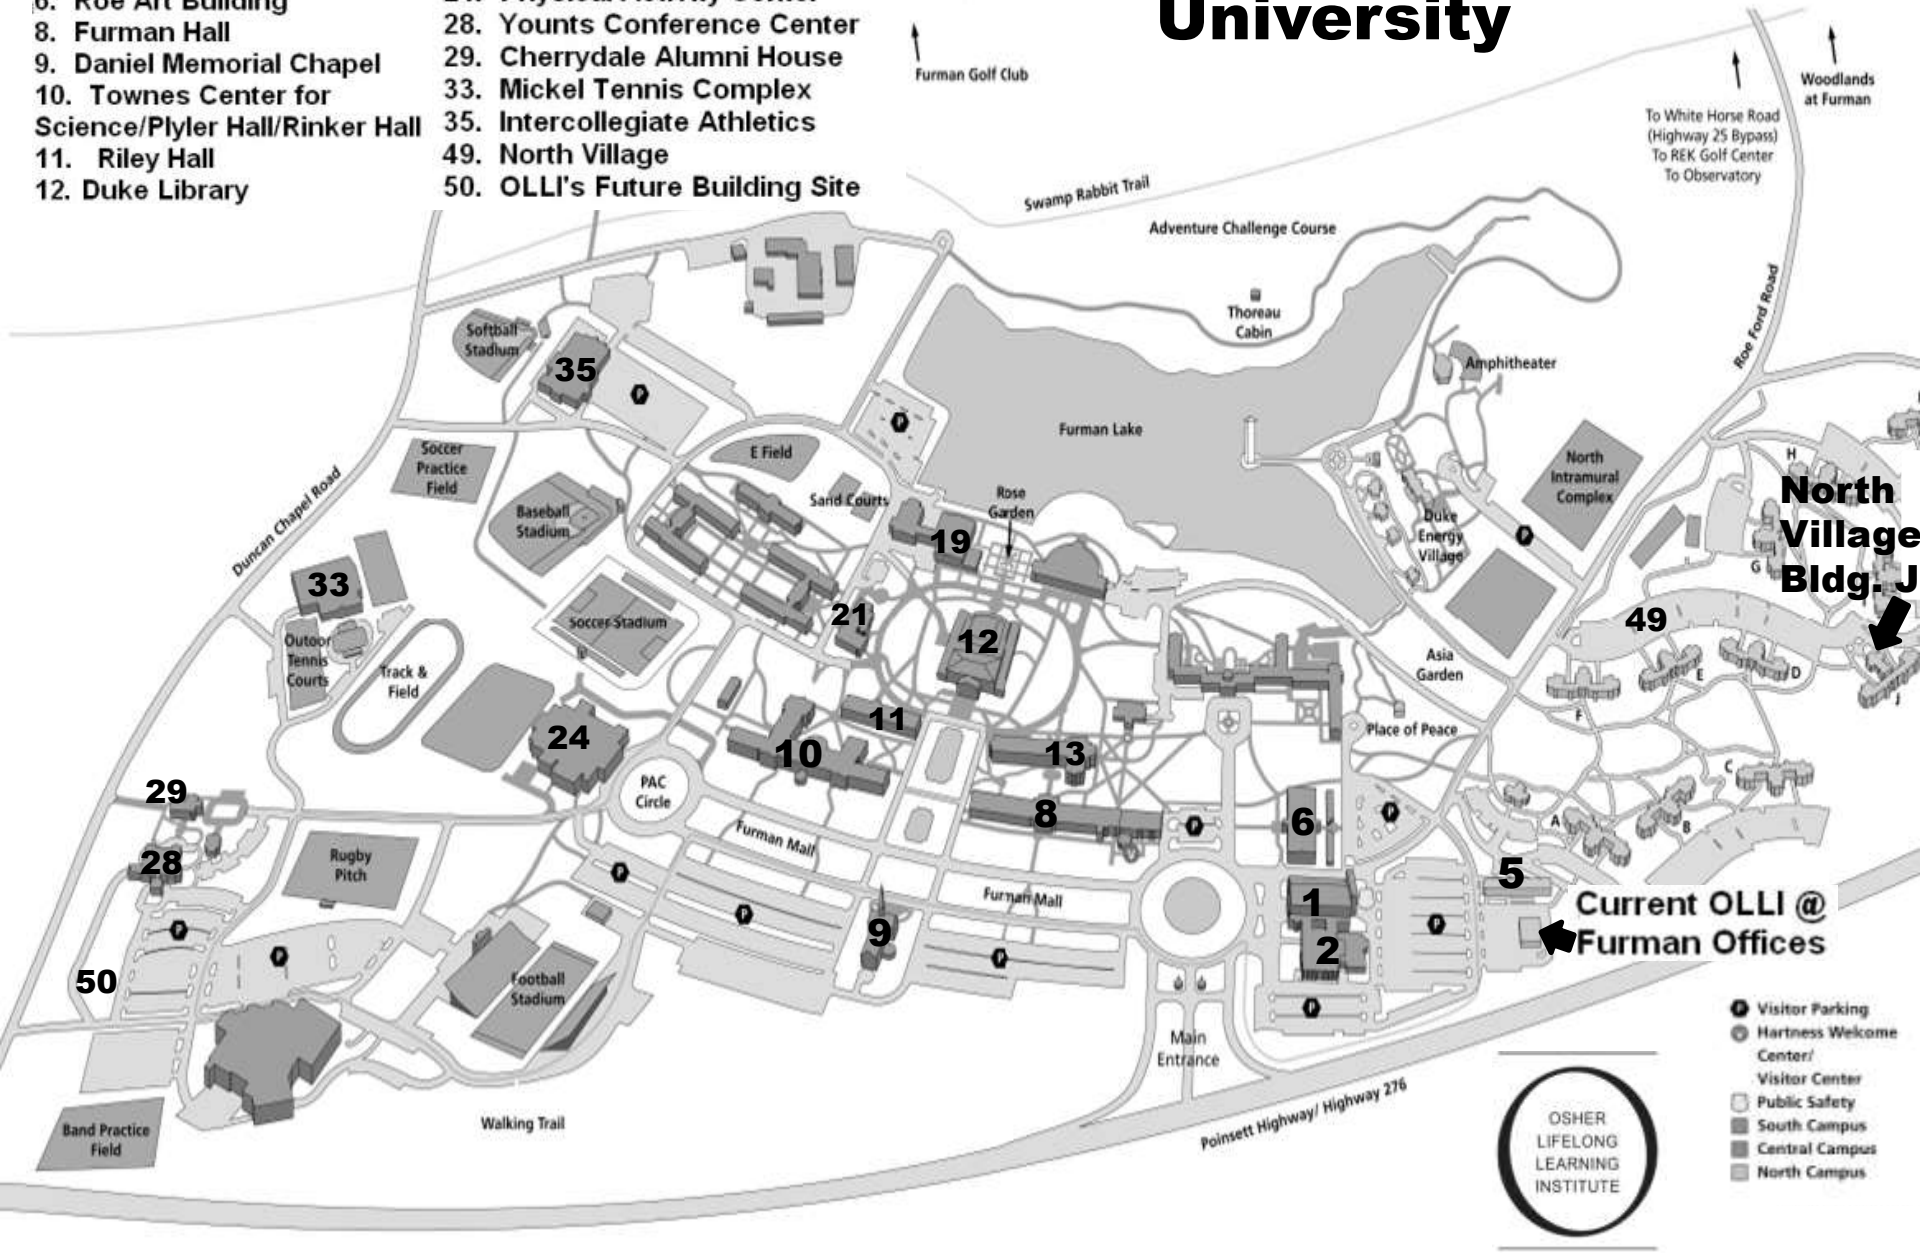 6. Roe Art Building
8. Furman Hall
9. Daniel Memorial Chapel
10. Townes Center for
Science/Plyler Hall/Rinker Hall
11. Riley Hall
12. Duke Library
24. Physical Activity Center
28. Younts Conference Center
29. Cherrydale Alumni House
33. Mickel Tennis Complex
35. Intercollegiate Athletics
49. North Village
50. OLLI's Future Building Site
University
Furman Golf Club
Woodlands
at Furman
To White Horse Road
(Highway 25 Bypass)
To REK Golf Center
To Observatory
Swamp Rabbit Trail
Adventure Challenge Course
Thoreau
Cabin
Roe Ford Road
Softball
Stadium
35
P
P
Furman Lake
Amphitheater
Soccer
Practice
Field
E Field
Sand Courts
Rose
Garden
North
Intramural
Complex
H
North
Village
Bldg. J
G
Duncan Chapel Road
Baseball
Stadium
19
Duke
Energy
Village
P
33
Soccer Stadium
21
12
49
Outoor
Tennis
Courts
Track &
Field
Asia
Garden
E
D
J
F
24
11
10
13
Place of Peace
PAC
Circle
29
8
P
6
P
C
A
B
Furman Mall
28
Rugby
Pitch
P
Furman Mall
5
1
P
P
9
P
2
P
Current OLLI @
Furman Offices
P
P
50
Football
Stadium
P
Main
Entrance
Poinsett Highway/ Highway 276
Walking Trail
Band Practice
Field
OSHER
LIFELONG
LEARNING
INSTITUTE
P Visitor Parking
Hartness Welcome
Center/
Visitor Center
Public Safety
South Campus
Central Campus
North Campus